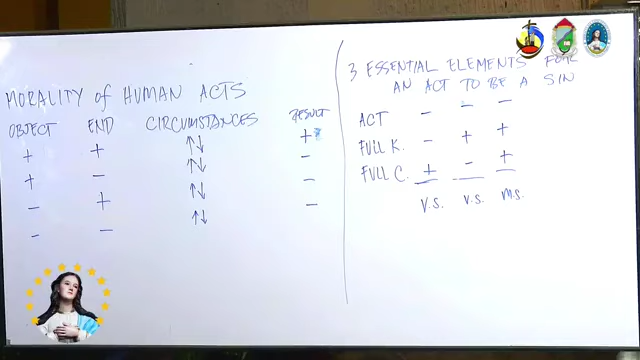 MORALITY of HUMAN ACTS
OBJECT END CIRCUMSTANCES RESULT
+ + ↑↓ +
+ - ↑↓ -
- + ↑↓ -
- - ↑↓ -
3 ESSENTIAL ELEMENTS FOR
AN ACT TO BE A SIN
ACT - - -
FULL K. - + +
FULL C. + - +
V.S. V.S. M.S.